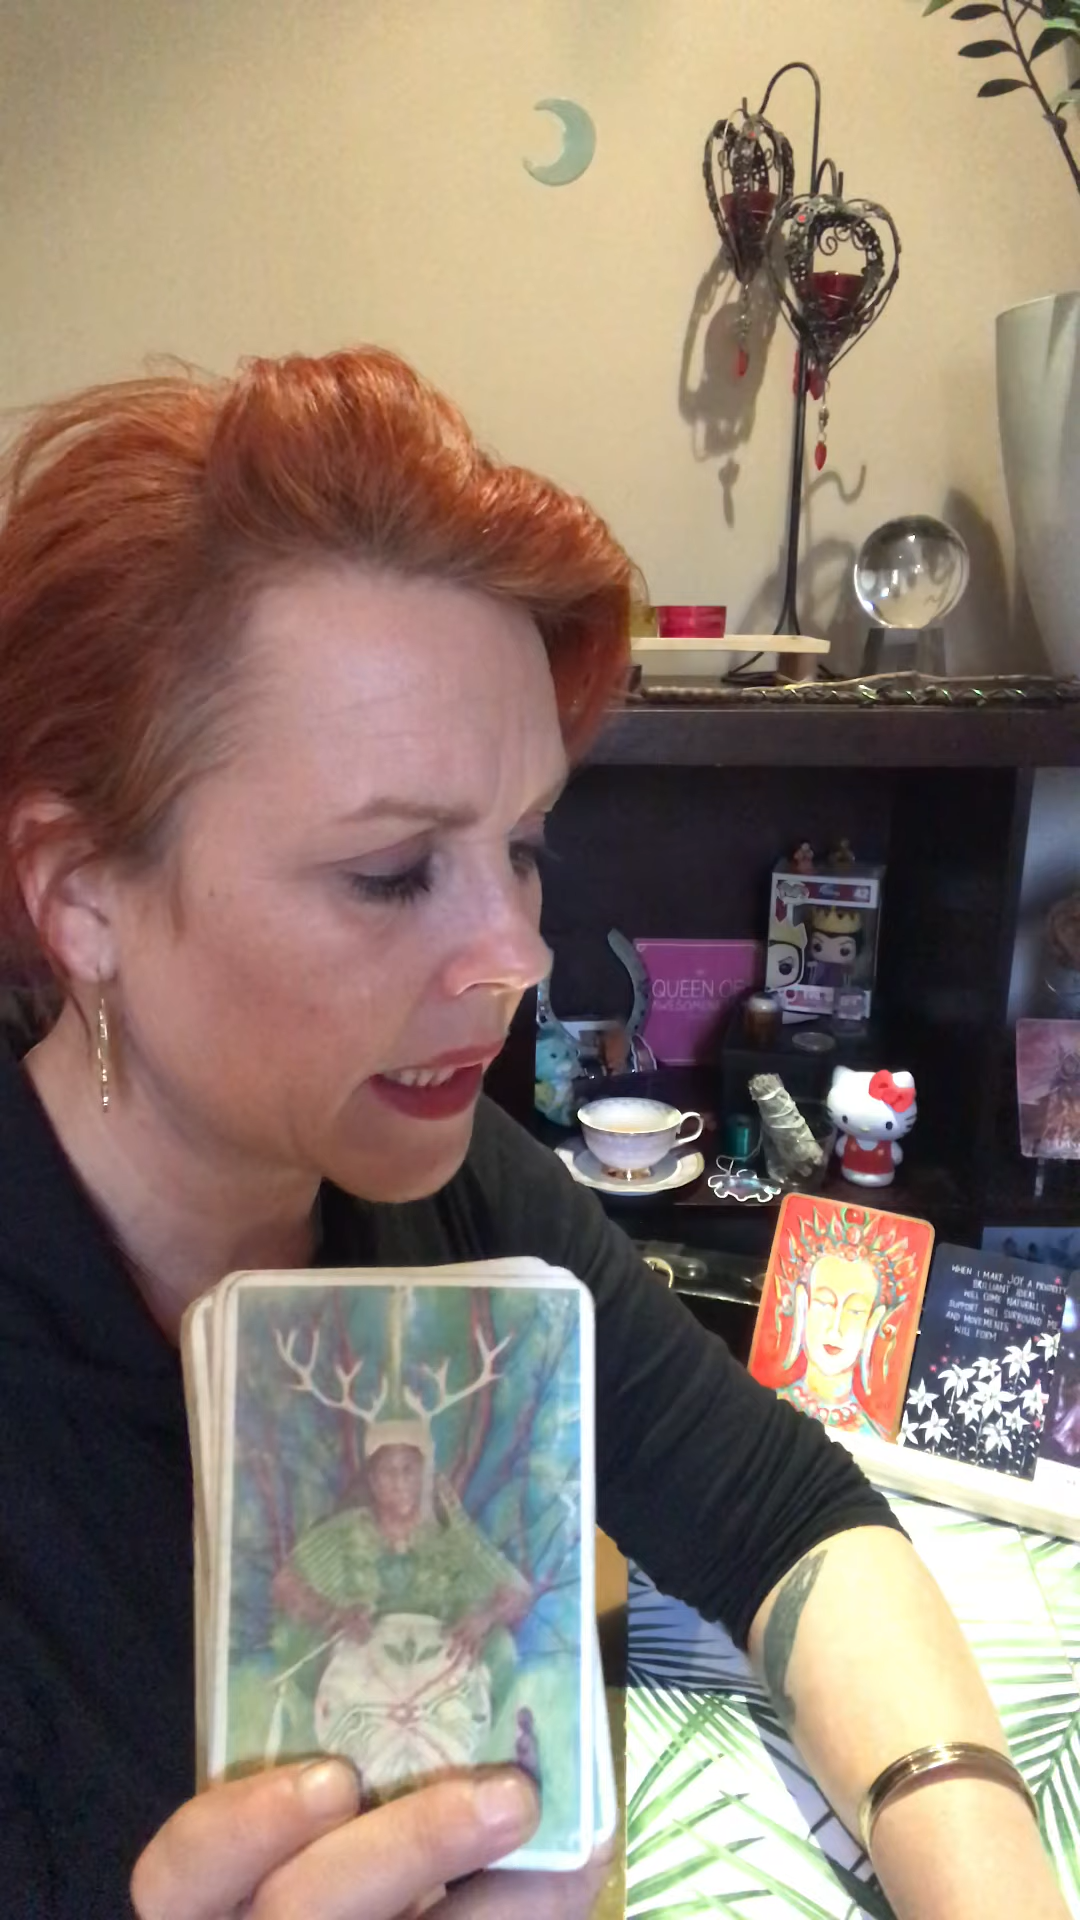 42
QUEEN OF
AWESOME
WHEN I MAKE JOY A PRIORITY
BRILLIANT IDEAS
WILL COME NATURALLY,
SUPPORT WILL SURROUND ME,
AND MOVEMENTS
WILL FORM